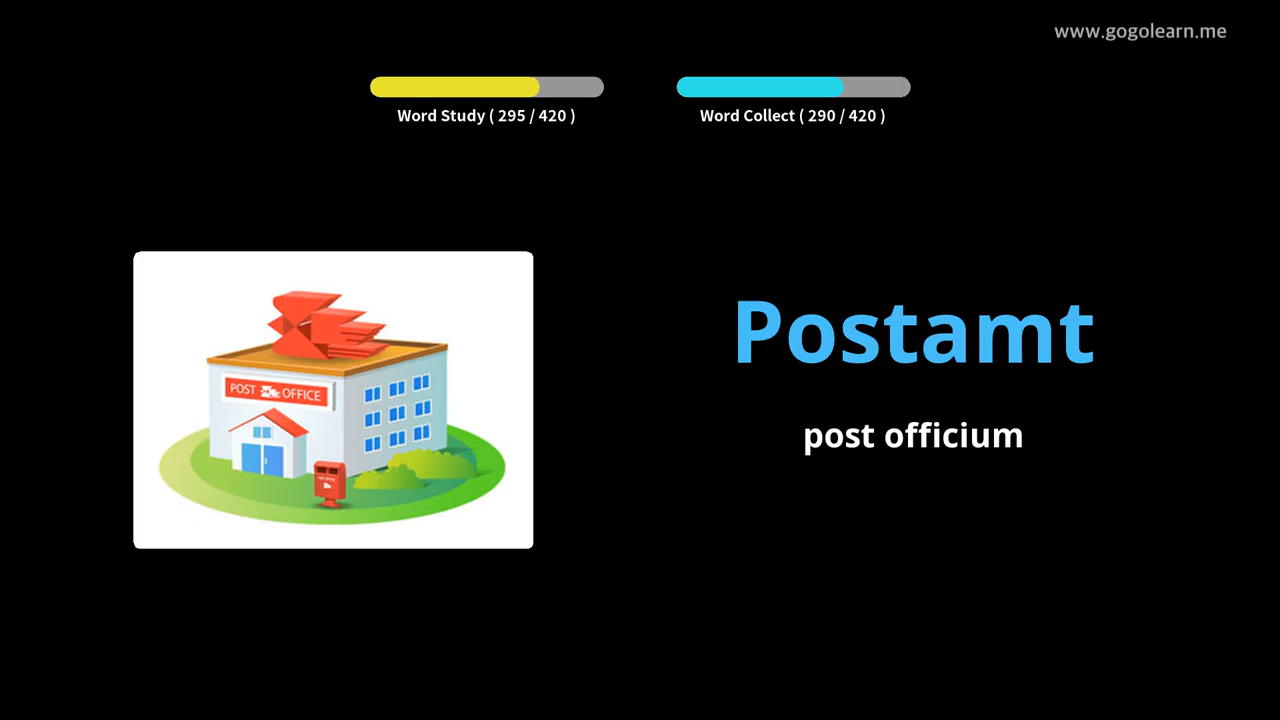 www.gogolearn.me
Word Study ( 295 / 420 )
Word Collect ( 290 / 420 )
POST OFFICE
Postamt
post officium